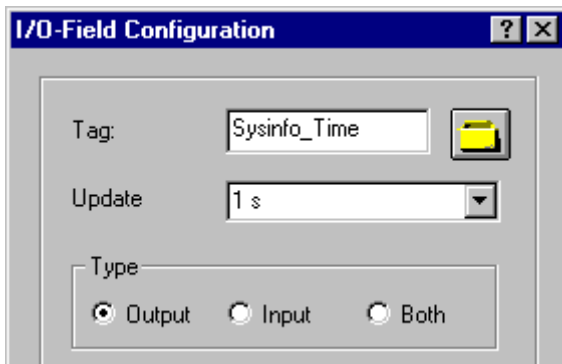 I/O-Field Configuration ?
Tag: Sysinfo_Time
Update 1 s
Type
Output Input Both